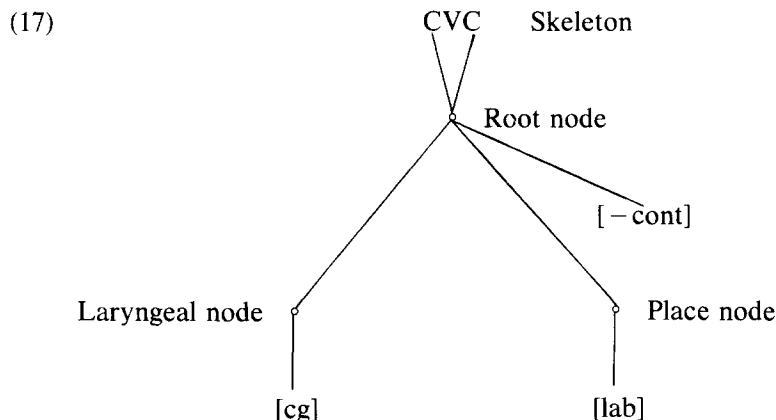 (17) CVC Skeleton
Root node
[−cont]
Laryngeal node Place node
[cg] [lab]